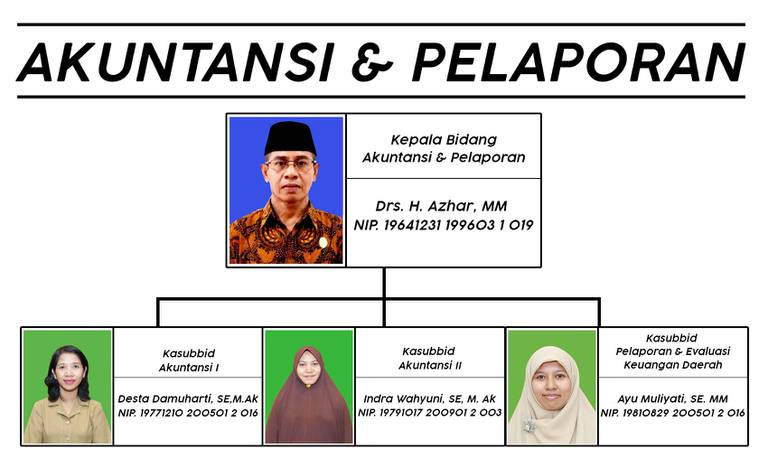 AKUNTANSI & PELAPORAN
Kepala Bidang
Akuntansi & Pelaporan
Drs. H. Azhar, MM
NIP. 19641231 199603 1 019
Kasubbid
Akuntansi I
Desta Damuharti, SE,M.Ak
NIP. 19771210 200501 2 016
Kasubbid
Akuntansi II
Indra Wahyuni, SE, M. Ak
NIP. 19791017 200901 2 003
Kasubbid
Pelaporan & Evaluasi
Keuangan Daerah
Ayu Muliyati, SE. MM
NIP. 19810829 200501 2 016